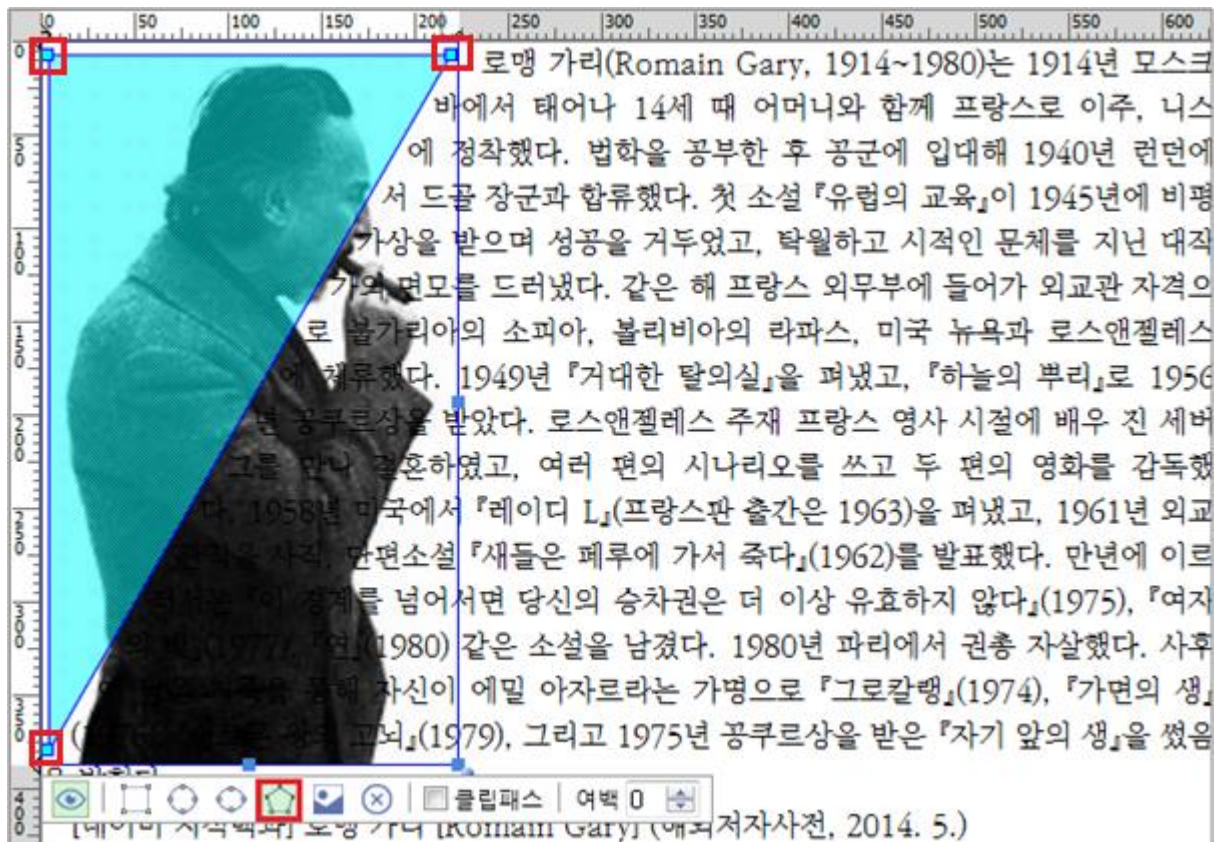 0 50 100 150 200 250 300 350 400 450 500 550 600
0
50
100
150
200
250
300
350
400
로맹 가리(Romain Gary, 1914~1980)는 1914년 모스크
바에서 태어나 14세 때 어머니와 함께 프랑스로 이주, 니스
에 정착했다. 법학을 공부한 후 공군에 입대해 1940년 런던에
서 드골 장군과 합류했다. 첫 소설 『유럽의 교육』이 1945년에 비평
가상을 받으며 성공을 거두었고, 탁월하고 시적인 문체를 지닌 대작
가의 면모를 드러냈다. 같은 해 프랑스 외무부에 들어가 외교관 자격으
로 불가리아의 소피아, 볼리비아의 라파스, 미국 뉴욕과 로스앤젤레스
에 체류했다. 1949년 『거대한 탈의실』을 펴냈고, 『하늘의 뿌리』로 1956
년 공쿠르상을 받았다. 로스앤젤레스 주재 프랑스 영사 시절에 배우 진 세버
그를 만나 결혼하였고, 여러 편의 시나리오를 쓰고 두 편의 영화를 감독했
다. 1958년 미국에서 『레이디 L』(프랑스판 출간은 1963)을 펴냈고, 1961년 외교
사직, 단편소설 『새들은 페루에 가서 죽다』(1962)를 발표했다. 만년에 이르
『이 경계를 넘어서면 당신의 승차권은 더 이상 유효하지 않다』(1975), 『여자
의 빛』(1977), 『연』(1980) 같은 소설을 남겼다. 1980년 파리에서 권총 자살했다. 사후
통해 자신이 에밀 아자르라는 가명으로 『그로칼랭』(1974), 『가면의 생』
고뇌』(1979), 그리고 1975년 공쿠르상을 받은 『자기 앞의 생』을 썼음
클립패스 여백 0
로맹 가리 [Romain Gary] (해외저자사전, 2014. 5.)